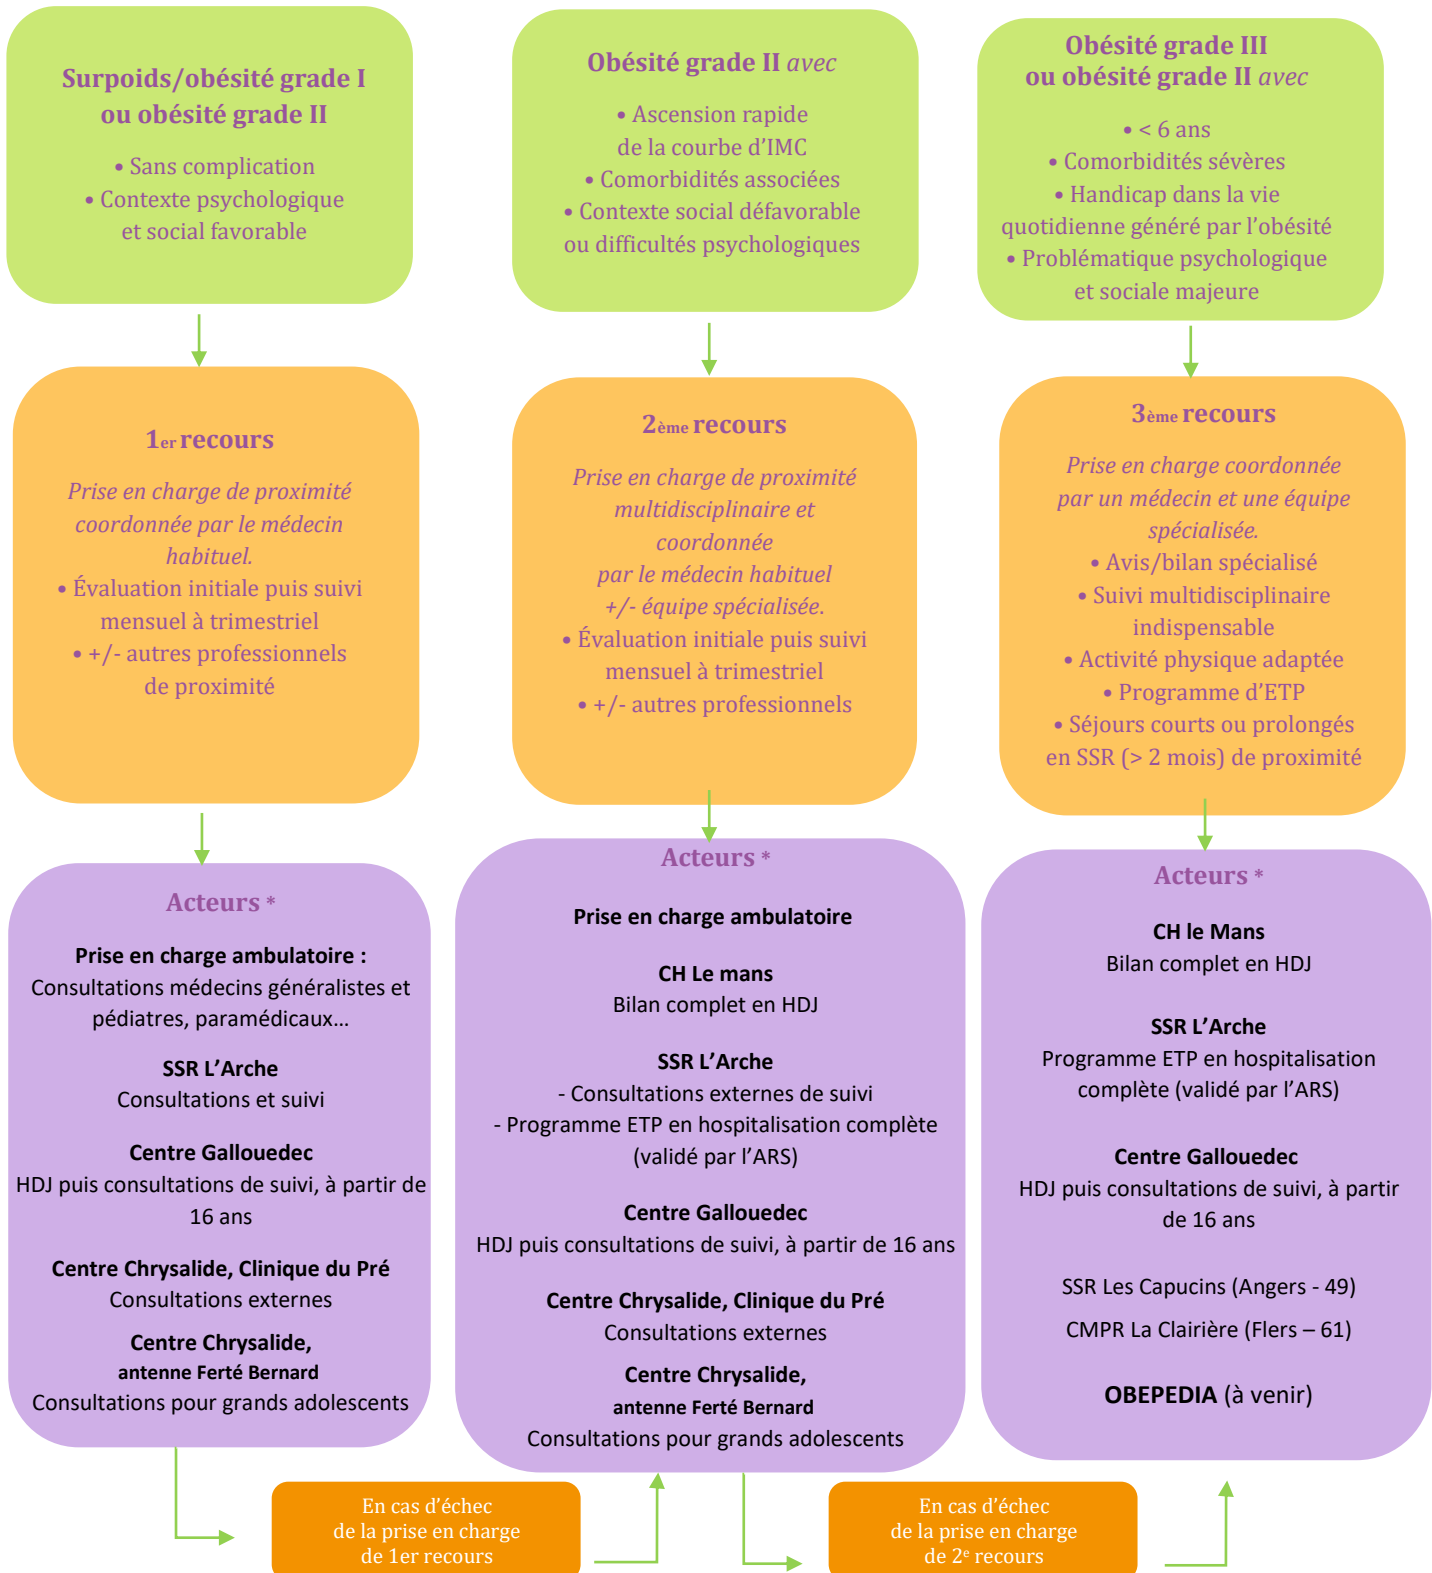 Surpoids/obésité grade I
ou obésité grade II
• Sans complication
• Contexte psychologique
et social favorable
Obésité grade II avec
• Ascension rapide
de la courbe d'IMC
• Comorbidités associées
• Contexte social défavorable
ou difficultés psychologiques
Obésité grade III
ou obésité grade II avec
• < 6 ans
• Comorbidités sévères
• Handicap dans la vie
quotidienne généré par l'obésité
• Problématique psychologique
et sociale majeure
1er recours
Prise en charge de proximité
coordonnée par le médecin
habituel.
• Évaluation initiale puis suivi
mensuel à trimestriel
• +/- autres professionnels
de proximité
2ème recours
Prise en charge de proximité
multidisciplinaire et
coordonnée
par le médecin habituel
+/- équipe spécialisée.
• Évaluation initiale puis suivi
mensuel à trimestriel
• +/- autres professionnels
3ème recours
Prise en charge coordonnée
par un médecin et une équipe
spécialisée.
• Avis/bilan spécialisé
• Suivi multidisciplinaire
indispensable
• Activité physique adaptée
• Programme d'ETP
• Séjours courts ou prolongés
en SSR (> 2 mois) de proximité
Acteurs *
Prise en charge ambulatoire :
Consultations médecins généralistes et
pédiatres, paramédicaux…
SSR L'Arche
Consultations et suivi
Centre Gallouedec
HDJ puis consultations de suivi, à partir de
16 ans
Centre Chrysalide, Clinique du Pré
Consultations externes
Centre Chrysalide,
antenne Ferté Bernard
Consultations pour grands adolescents
Acteurs *
Prise en charge ambulatoire
CH Le mans
Bilan complet en HDJ
SSR L'Arche
- Consultations externes de suivi
- Programme ETP en hospitalisation complète
(validé par l'ARS)
Centre Gallouedec
HDJ puis consultations de suivi, à partir de 16 ans
Centre Chrysalide, Clinique du Pré
Consultations externes
Centre Chrysalide,
antenne Ferté Bernard
Consultations pour grands adolescents
Acteurs *
CH le Mans
Bilan complet en HDJ
SSR L'Arche
Programme ETP en hospitalisation
complète (validé par l'ARS)
Centre Gallouedec
HDJ puis consultations de suivi, à partir
de 16 ans
SSR Les Capucins (Angers - 49)
CMPR La Clairière (Flers – 61)
OBEPEDIA (à venir)
En cas d'échec
de la prise en charge
de 1er recours
En cas d'échec
de la prise en charge
de 2e recours